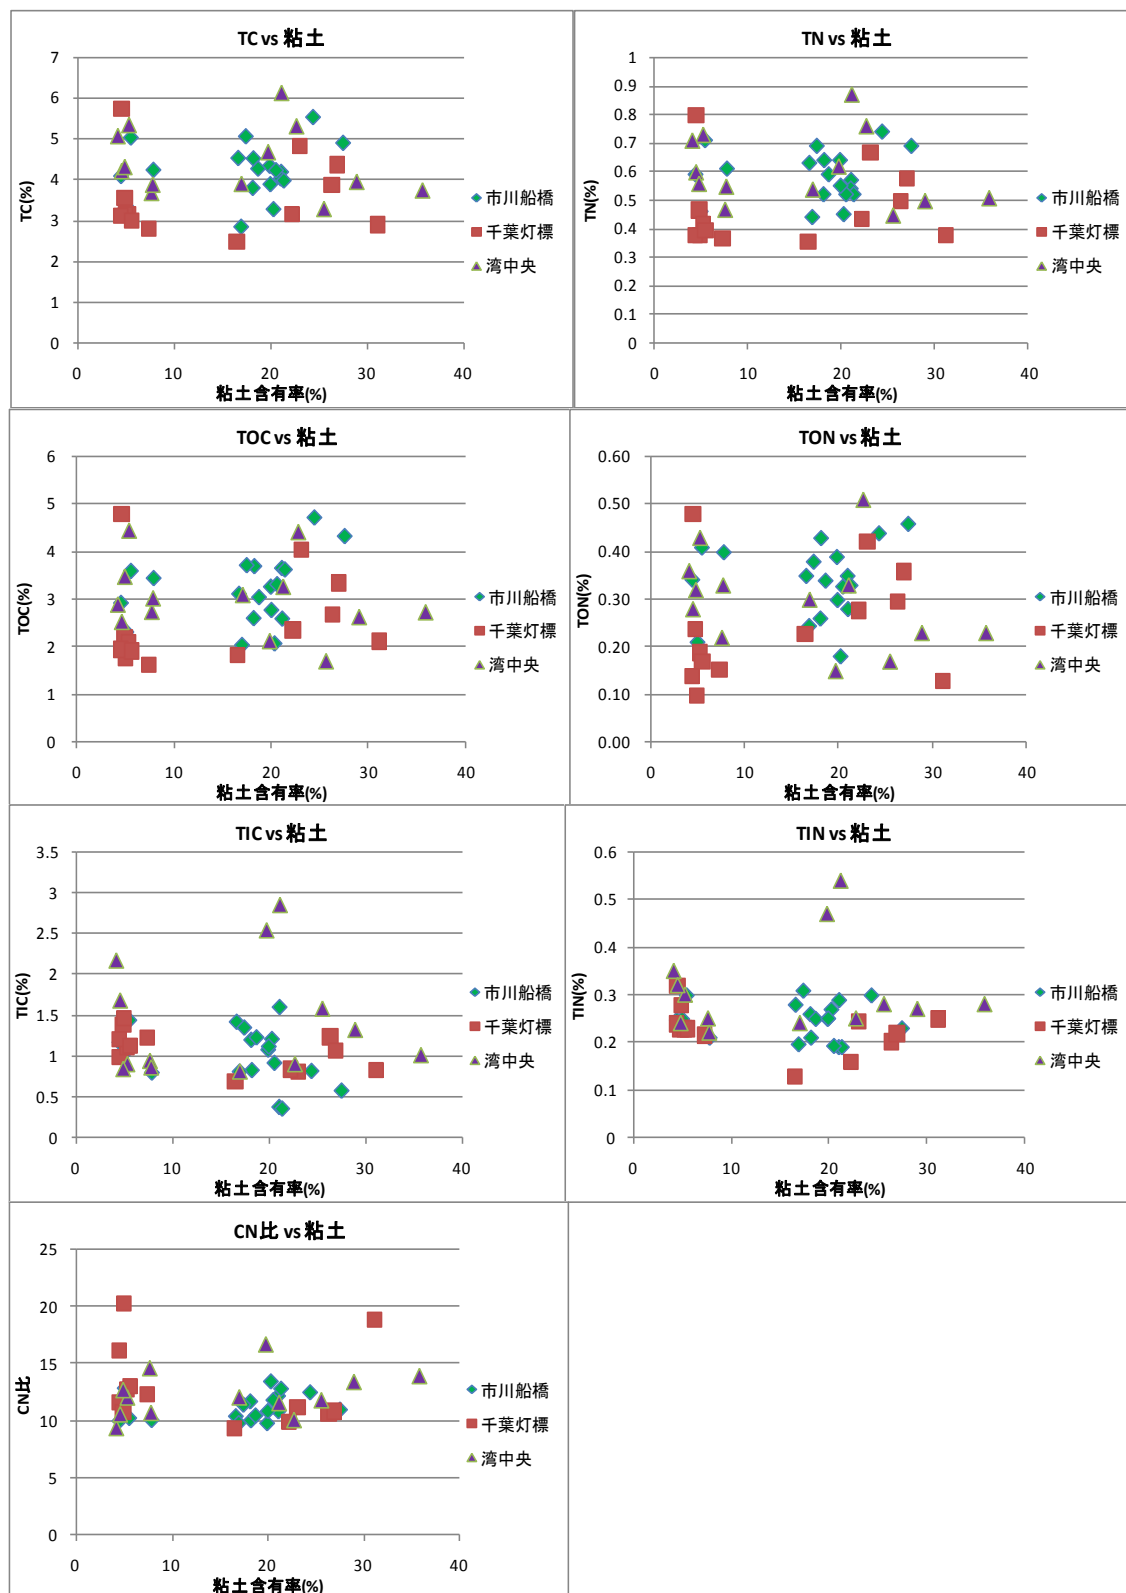 TC vs 粘土
7
6
5
4
3
2
1
0
TC(%)
0 10 20 30 40
粘土含有率(%)
市川船橋
千葉灯標
湾中央
TN vs 粘土
1
0.9
0.8
0.7
0.6
0.5
0.4
0.3
0.2
0.1
0
TN(%)
0 10 20 30 40
粘土含有率(%)
市川船橋
千葉灯標
湾中央
TOC vs 粘土
6
5
4
3
2
1
0
TOC(%)
0 10 20 30 40
粘土含有率(%)
市川船橋
千葉灯標
湾中央
TON vs 粘土
0.60
0.50
0.40
0.30
0.20
0.10
0.00
TON(%)
0 10 20 30 40
粘土含有率(%)
市川船橋
千葉灯標
湾中央
TIC vs 粘土
3.5
3
2.5
2
1.5
1
0.5
0
TIC(%)
0 10 20 30 40
粘土含有率(%)
市川船橋
千葉灯標
湾中央
TIN vs 粘土
0.6
0.5
0.4
0.3
0.2
0.1
0
TIN(%)
0 10 20 30 40
粘土含有率(%)
市川船橋
千葉灯標
湾中央
CN比 vs 粘土
25
20
15
10
5
0
CN比
0 10 20 30 40
粘土含有率(%)
市川船橋
千葉灯標
湾中央